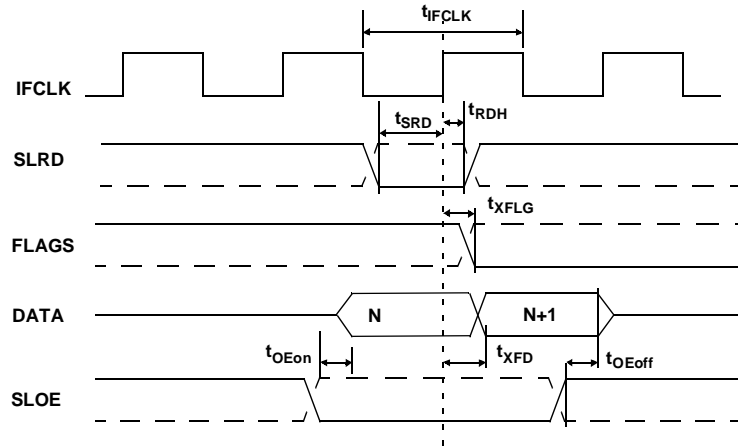 tIFCLK
IFCLK
tSRD
tRDH
SLRD
tXFLG
FLAGS
DATA
N
N+1
tOEon
tXFD
tOEoff
SLOE